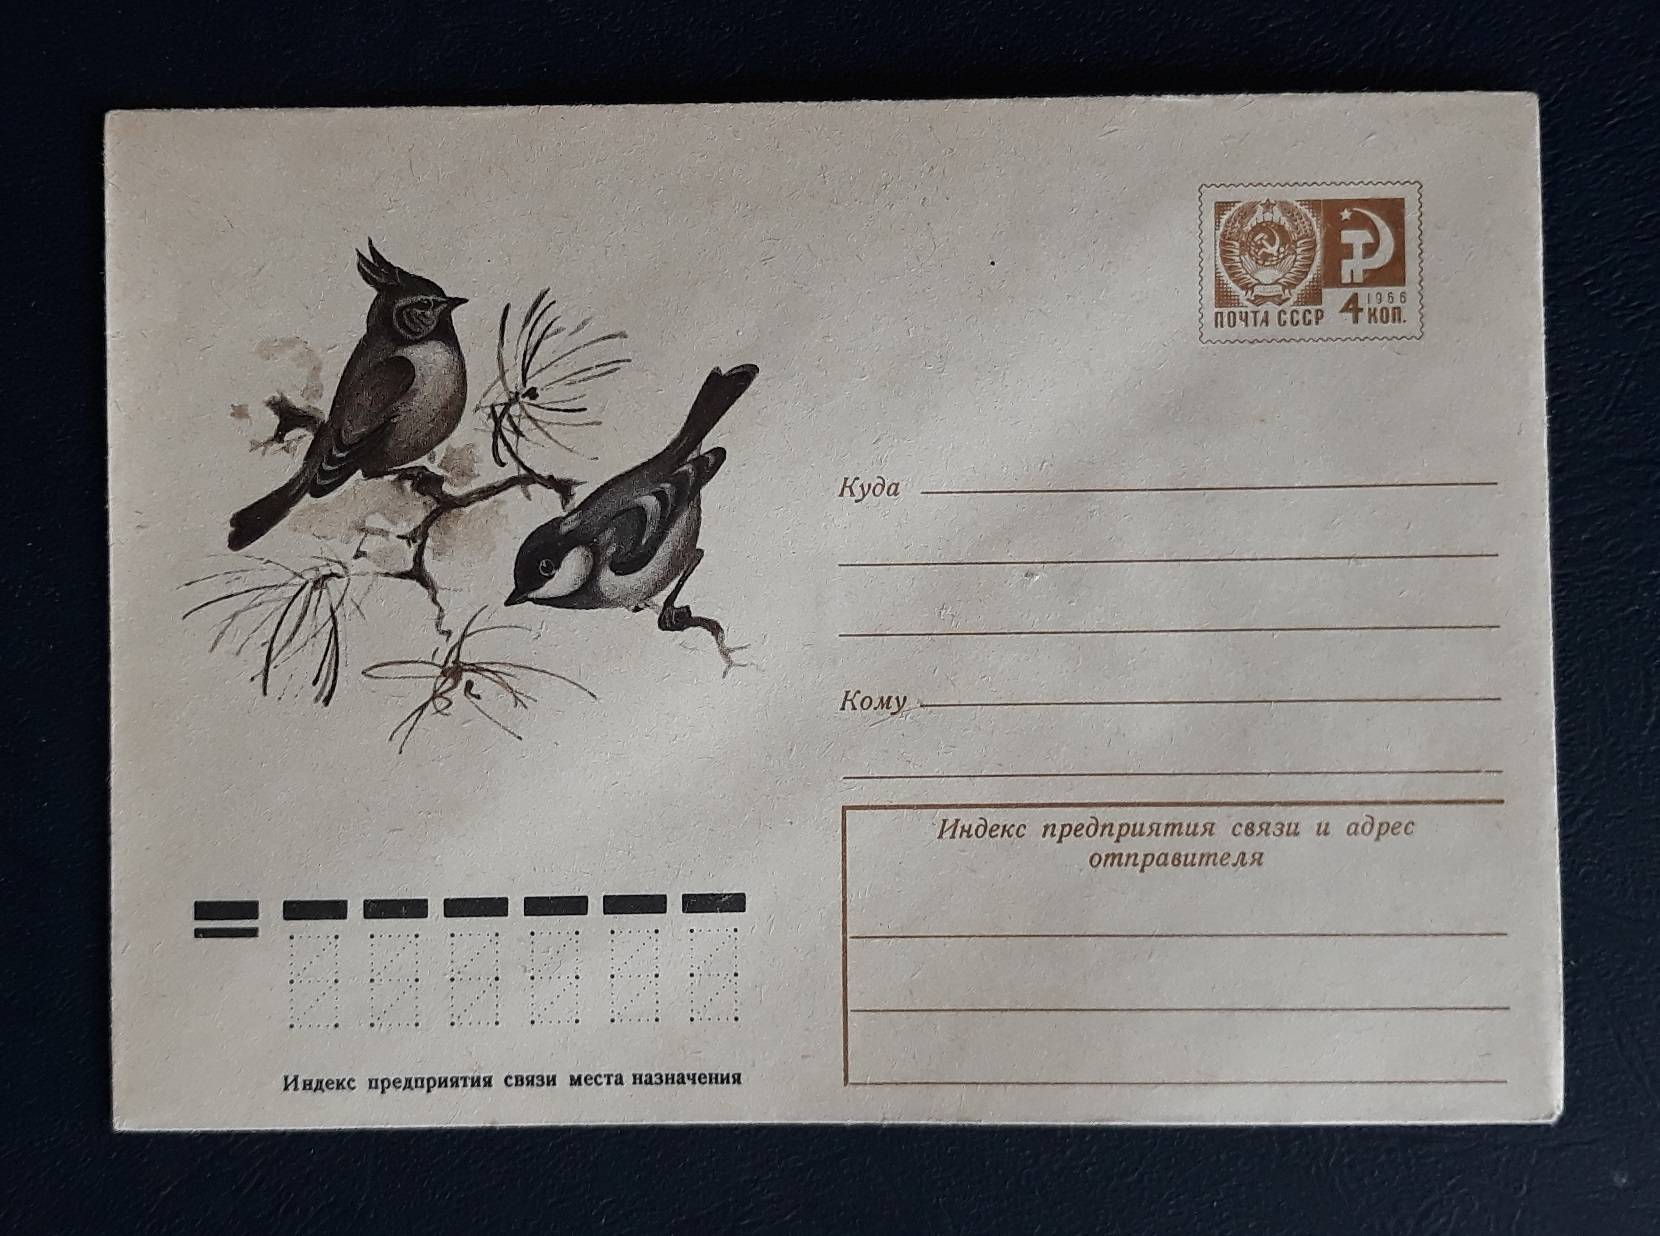 1966
ПОЧТА СССР 4 КОП.
Куда
Кому
Индекс предприятия связи и адрес
отправителя
Индекс предприятия связи места назначения